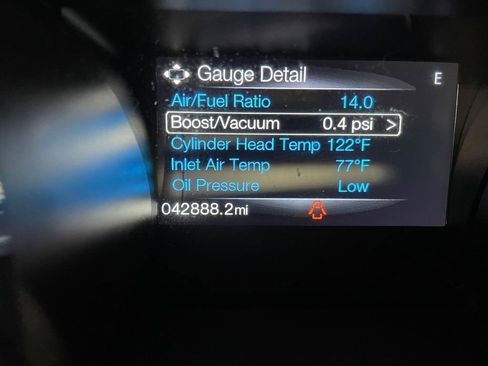 Gauge Detail
E
Air/Fuel Ratio 14.0
Boost/Vacuum 0.4 psi >
Cylinder Head Temp 122°F
Inlet Air Temp 77°F
Oil Pressure Low
042888.2mi